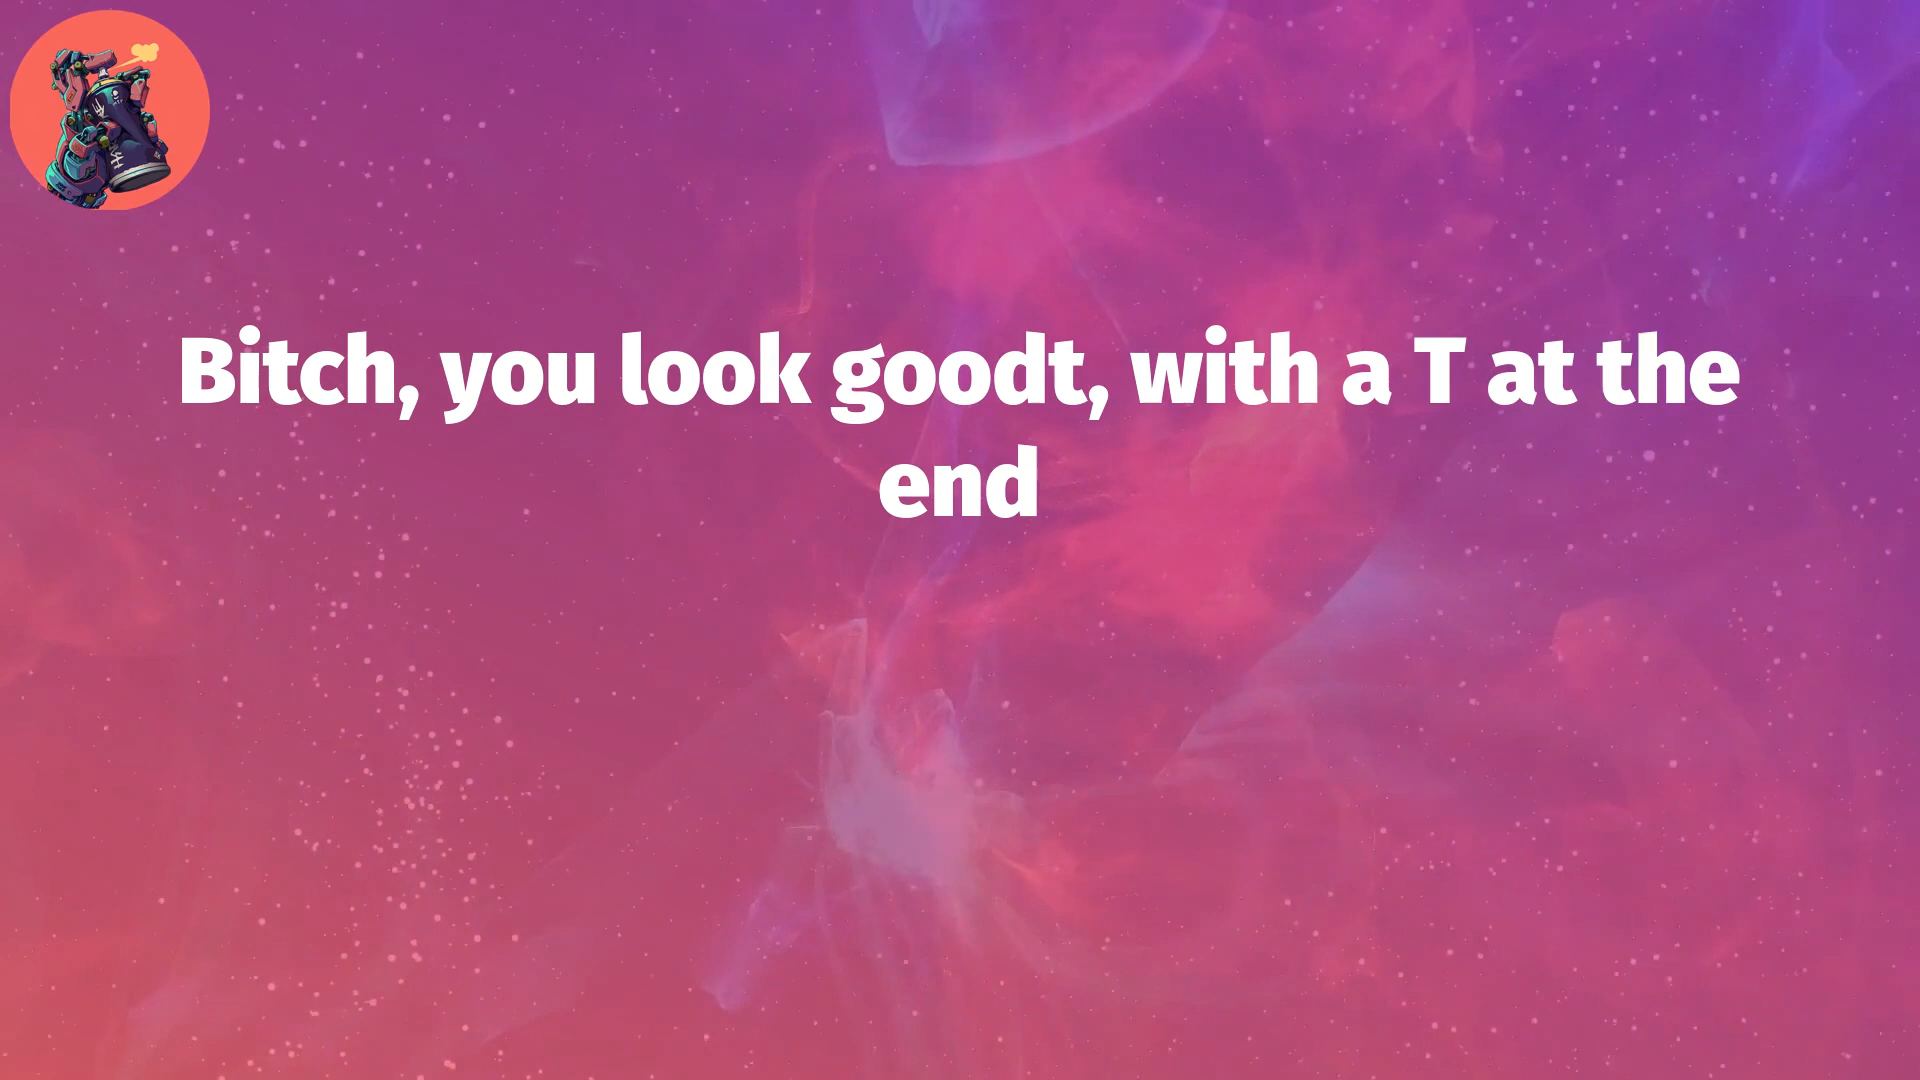 Bitch, you look goodt, with a T at the
end